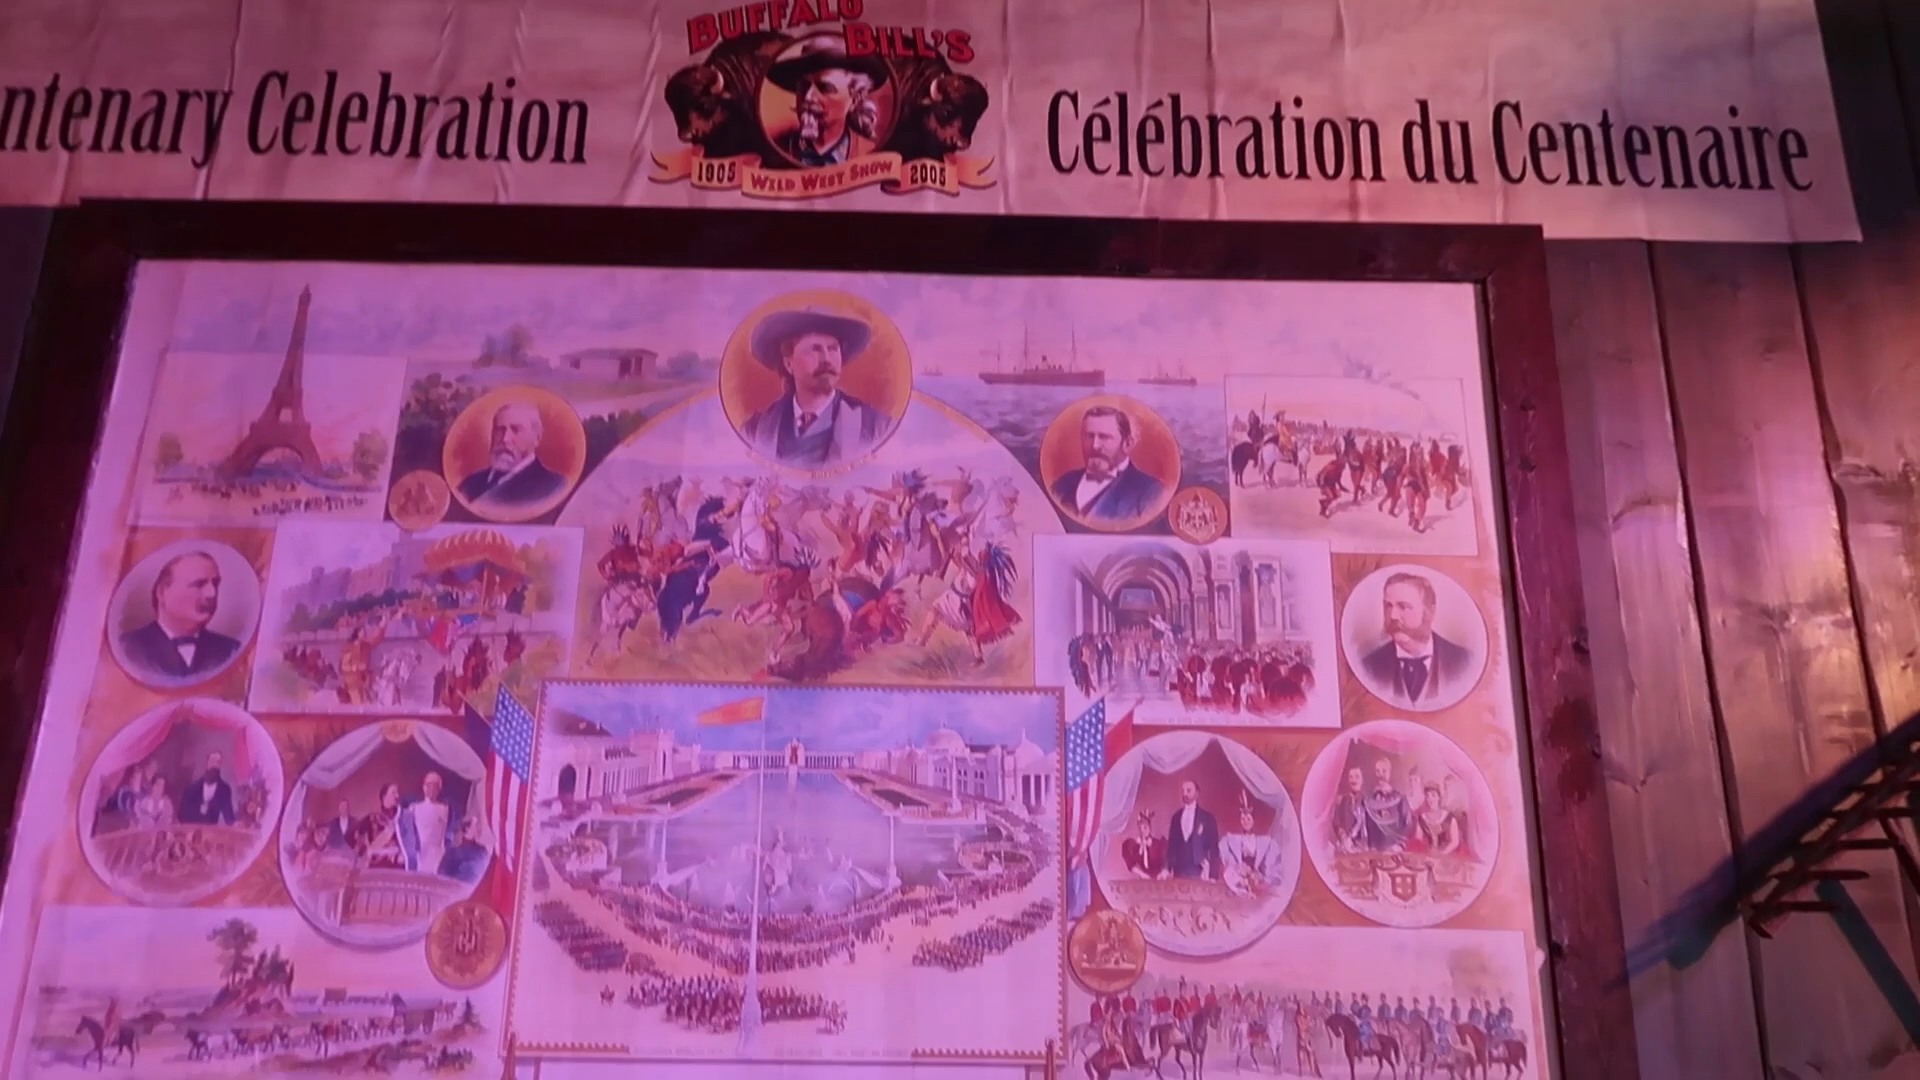 ntenary Celebration
BUFFALO
BILL'S
1905 WILD WEST SHOW 2005
Célébration du Centenaire